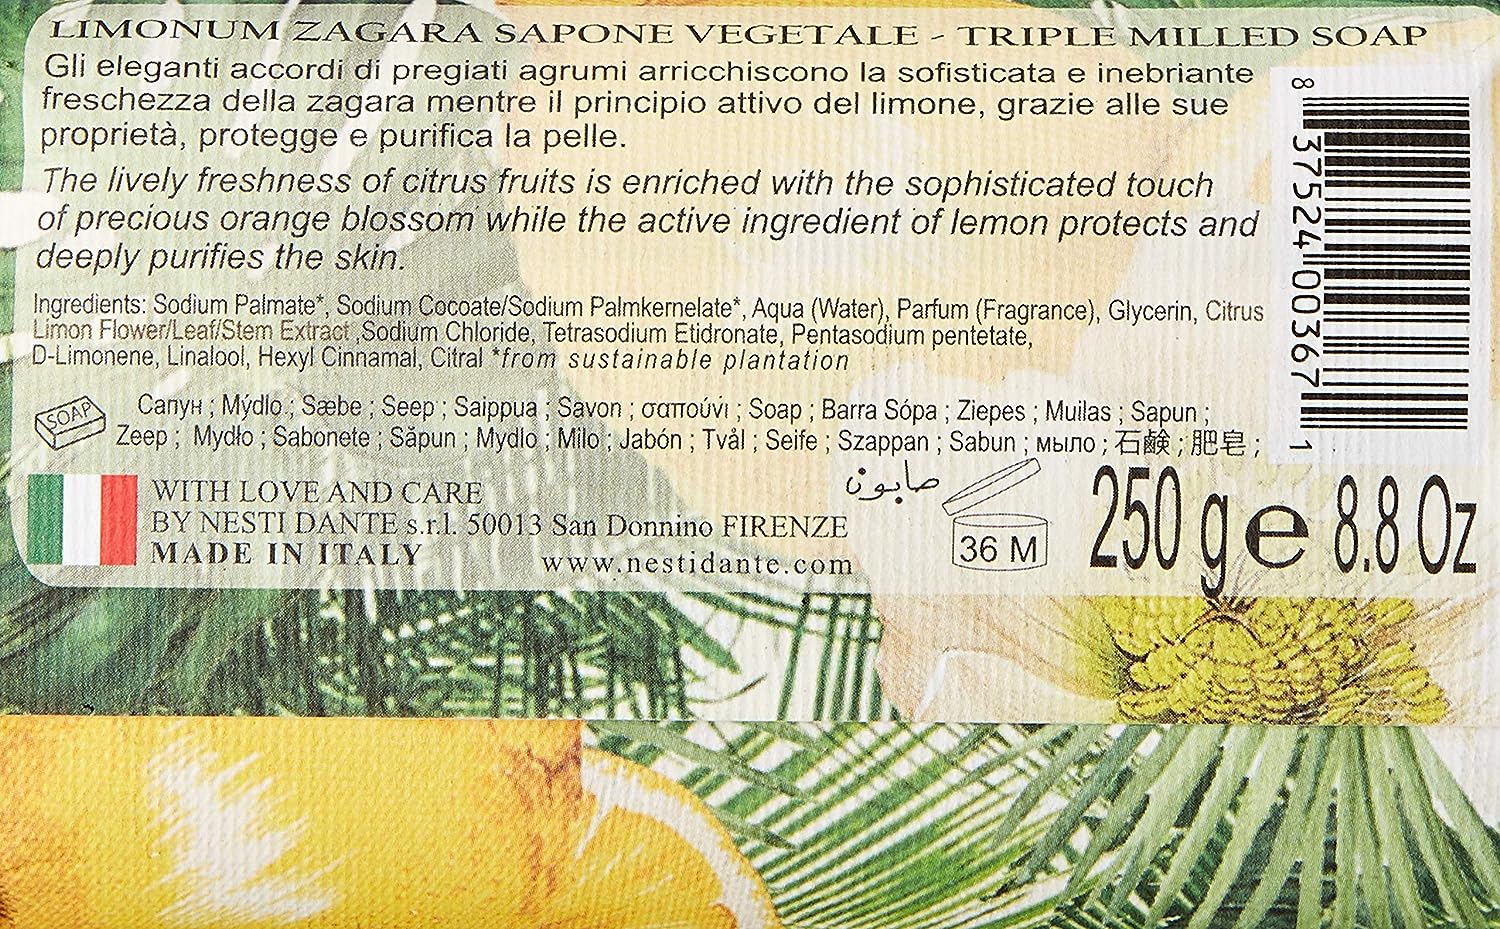 LIMONUM ZAGARA SAPONE VEGETALE - TRIPLE MILLED SOAP
Gli eleganti accordi di pregiati agrumi arricchiscono la sofisticata e inebriante
freschezza della zagara mentre il principio attivo del limone, grazie alle sue
proprietà, protegge e purifica la pelle.
The lively freshness of citrus fruits is enriched with the sophisticated touch
of precious orange blossom while the active ingredient of lemon protects and
deeply purifies the skin.
Ingredients: Sodium Palmate*, Sodium Cocoate/Sodium Palmkernelate*, Aqua (Water), Parfum (Fragrance), Glycerin, Citrus
Limon Flower/Leaf/Stem Extract ,Sodium Chloride, Tetrasodium Etidronate, Pentasodium pentetate,
D-Limonene, Linalool, Hexyl Cinnamal, Citral *from sustainable plantation
SOAP
Сапун ; Mýdlo ; Sæbe ; Seep ; Saippua ; Savon ; σαπούνι ; Soap ; Barra Sópa ; Ziepes ; Muilas ; Sapun ;
Zeep ; Mydło ; Sabonete ; Săpun ; Mydlo ; Milo ; Jabón ; Tvål ; Seife ; Szappan ; Sabun ; мыло ; 石鹸 ; 肥皂 ;
صابون
WITH LOVE AND CARE
BY NESTI DANTE s.r.l. 50013 San Donnino FIRENZE
MADE IN ITALY
www.nestidante.com
36 M
250 g e 8.8 Oz
8 37524 00367 1